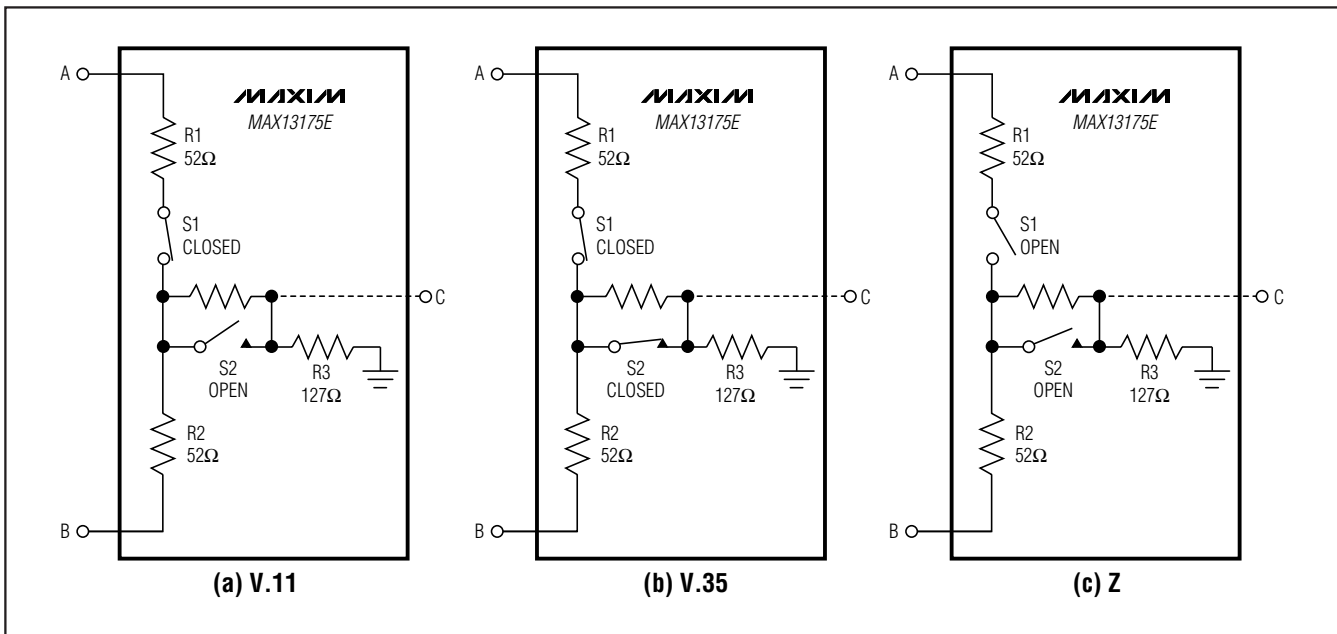 A
MAXIM
MAX13175E
R1
52Ω
S1
CLOSED
C
S2
OPEN
R3
127Ω
R2
52Ω
B
(a) V.11
A
MAXIM
MAX13175E
R1
52Ω
S1
CLOSED
C
S2
CLOSED
R3
127Ω
R2
52Ω
B
(b) V.35
A
MAXIM
MAX13175E
R1
52Ω
S1
OPEN
C
S2
OPEN
R3
127Ω
R2
52Ω
B
(c) Z